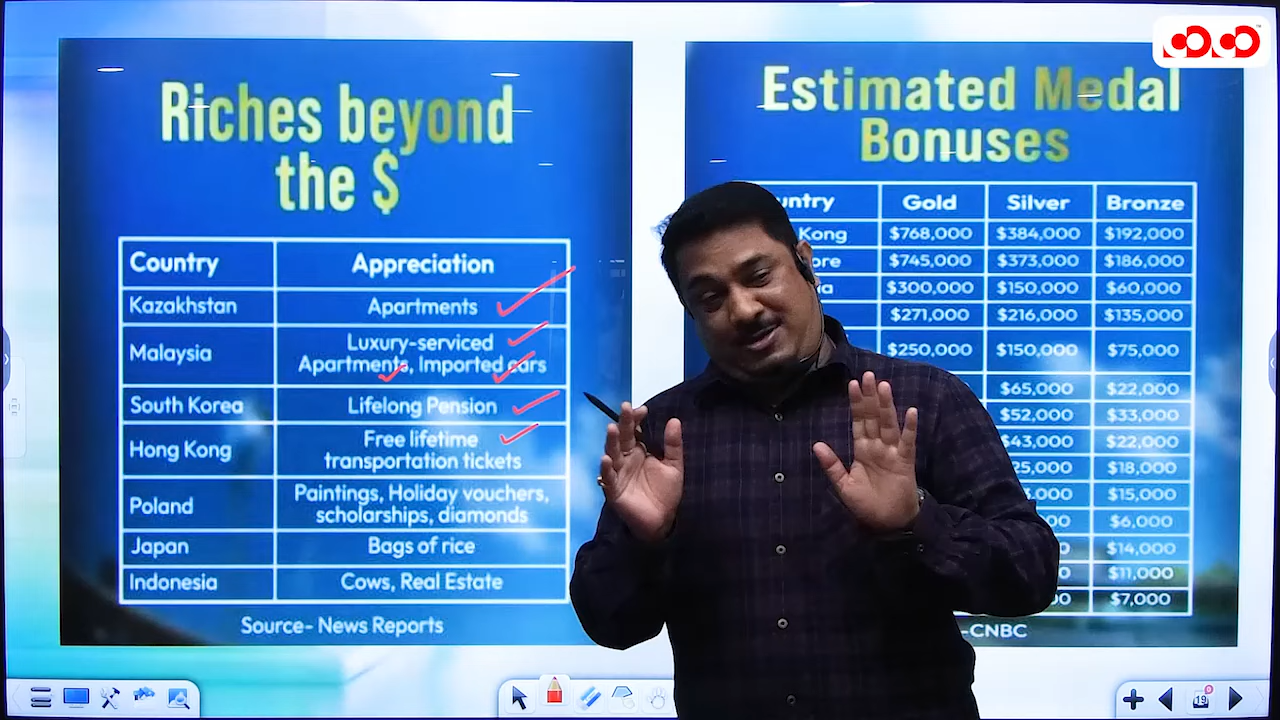 Riches beyond
the $
Country Appreciation
Kazakhstan Apartments
Malaysia Luxury-serviced
Apartments, Imported cars
South Korea Lifelong Pension
Hong Kong Free lifetime
transportation tickets
Poland Paintings, Holiday vouchers,
scholarships, diamonds
Japan Bags of rice
Indonesia Cows, Real Estate
Source- News Reports
Estimated Medal
Bonuses
untry Gold Silver Bronze
Kong $768,000 $384,000 $192,000
ore $745,000 $373,000 $186,000
$300,000 $150,000 $60,000
$271,000 $216,000 $135,000
$250,000 $150,000 $75,000
$65,000 $22,000
$52,000 $33,000
$43,000 $22,000
25,000 $18,000
$15,000
$6,000
$14,000
$11,000
$7,000
-CNBC
19